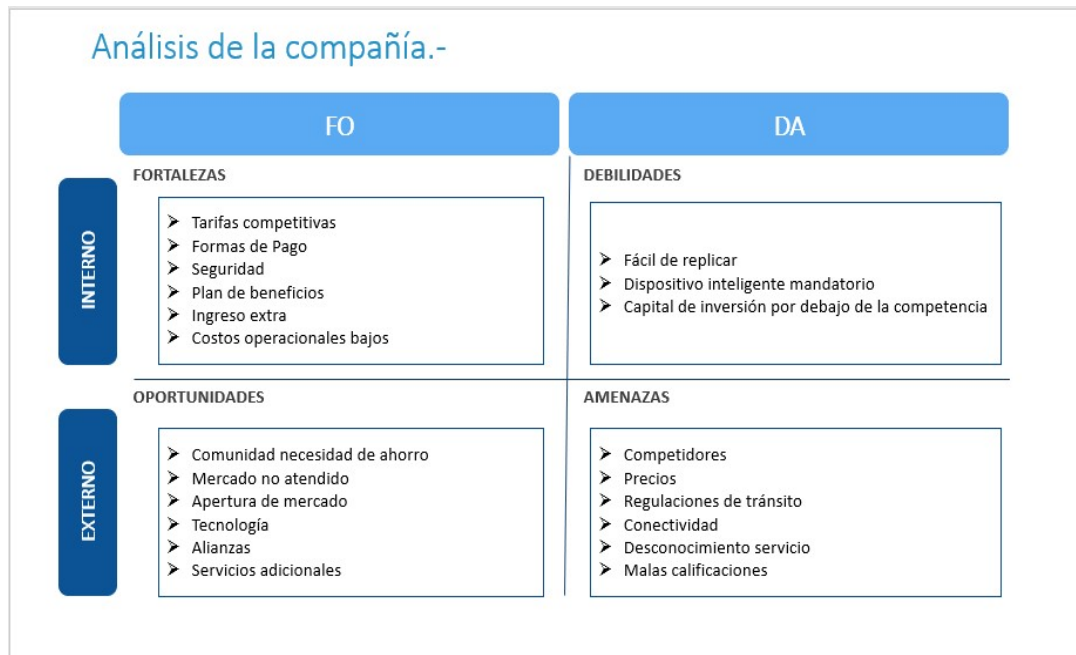 Análisis de la compañía.-
FO
DA
INTERNO
FORTALEZAS
Tarifas competitivas
Formas de Pago
Seguridad
Plan de beneficios
Ingreso extra
Costos operacionales bajos
DEBILIDADES
Fácil de replicar
Dispositivo inteligente mandatorio
Capital de inversión por debajo de la competencia
EXTERNO
OPORTUNIDADES
Comunidad necesidad de ahorro
Mercado no atendido
Apertura de mercado
Tecnología
Alianzas
Servicios adicionales
AMENAZAS
Competidores
Precios
Regulaciones de tránsito
Conectividad
Desconocimiento servicio
Malas calificaciones